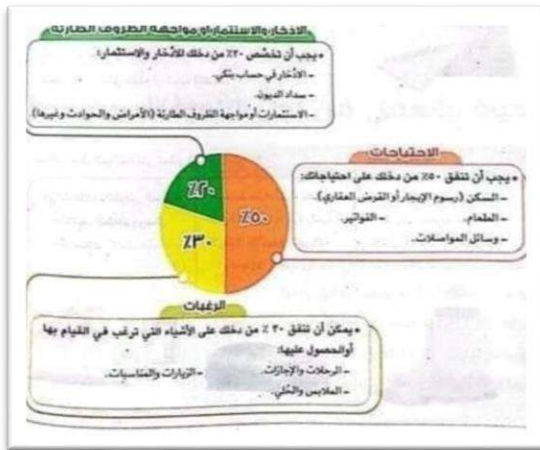 الادخار والاستثمار أو مواجهة الظروف الطارئة
• يجب أن تخصص ٢٠٪ من دخلك للادخار والاستثمار:
- الادخار في حساب بنكي.
- سداد الديون.
- الاستثمارات أو مواجهة الظروف الطارئة (الأمراض والحوادث وغيرها)
٪٢٠
٪٥٠
٪٣٠
الاحتياجات
• يجب أن تنفق ٥٠٪ من دخلك على احتياجاتك:
- السكن (رسوم الإيجار أو القرض العقاري).
- الطعام. - الفواتير.
- وسائل المواصلات.
الرغبات
• يمكن أن تنفق ٣٠ ٪ من دخلك على الأشياء التي ترغب في القيام بها
أو الحصول عليها:
- الرحلات والإجازات. - الزيارات والمناسبات.
- الملابس والحلي.